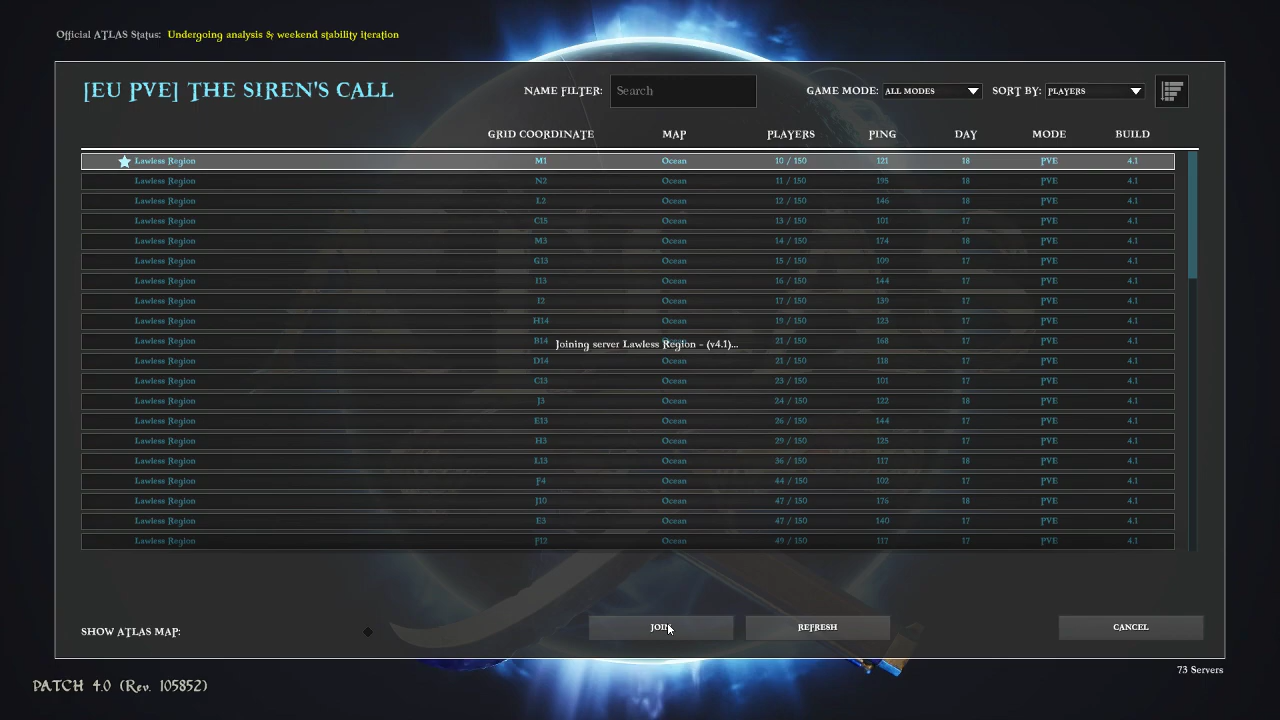 Official ATLAS Status: Undergoing analysis & weekend stability iteration
[EU PVE] THE SIREN'S CALL
NAME FILTER: Search GAME MODE: ALL MODES SORT BY: PLAYERS
GRID COORDINATE MAP PLAYERS PING DAY MODE BUILD
Lawless Region M1 Ocean 10 / 150 121 18 PVE 4.1
Lawless Region N2 Ocean 11 / 150 195 18 PVE 4.1
Lawless Region L2 Ocean 12 / 150 146 18 PVE 4.1
Lawless Region C15 Ocean 13 / 150 101 17 PVE 4.1
Lawless Region M3 Ocean 14 / 150 174 18 PVE 4.1
Lawless Region G13 Ocean 15 / 150 109 17 PVE 4.1
Lawless Region I13 Ocean 16 / 150 144 17 PVE 4.1
Lawless Region I2 Ocean 17 / 150 139 17 PVE 4.1
Lawless Region H14 Ocean 19 / 150 123 17 PVE 4.1
Lawless Region B14 Ocean 21 / 150 168 17 PVE 4.1
Joining server Lawless Region - (v4.1)...
Lawless Region D14 Ocean 21 / 150 118 17 PVE 4.1
Lawless Region C13 Ocean 23 / 150 101 17 PVE 4.1
Lawless Region J3 Ocean 24 / 150 122 18 PVE 4.1
Lawless Region E13 Ocean 26 / 150 144 17 PVE 4.1
Lawless Region H3 Ocean 29 / 150 125 17 PVE 4.1
Lawless Region L13 Ocean 36 / 150 117 18 PVE 4.1
Lawless Region F4 Ocean 44 / 150 102 17 PVE 4.1
Lawless Region J10 Ocean 47 / 150 176 18 PVE 4.1
Lawless Region E3 Ocean 47 / 150 140 17 PVE 4.1
Lawless Region F12 Ocean 49 / 150 117 17 PVE 4.1
SHOW ATLAS MAP: JOIN REFRESH CANCEL
73 Servers
PATCH 4.0 (Rev. 105852)